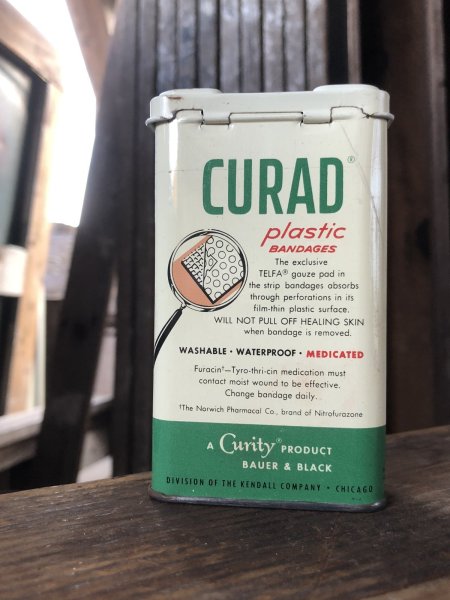 CURAD®
plastic
BANDAGES
The exclusive
TELFA® gauze pad in
the strip bandages absorbs
through perforations in its
film-thin plastic surface.
WILL NOT PULL OFF HEALING SKIN
when bandage is removed.
WASHABLE • WATERPROOF • MEDICATED
Furacin†—Tyro-thri-cin medication must
contact moist wound to be effective.
Change bandage daily.
†The Norwich Pharmacal Co., brand of Nitrofurazone
A Curity® PRODUCT
BAUER & BLACK
DIVISION OF THE KENDALL COMPANY • CHICAGO